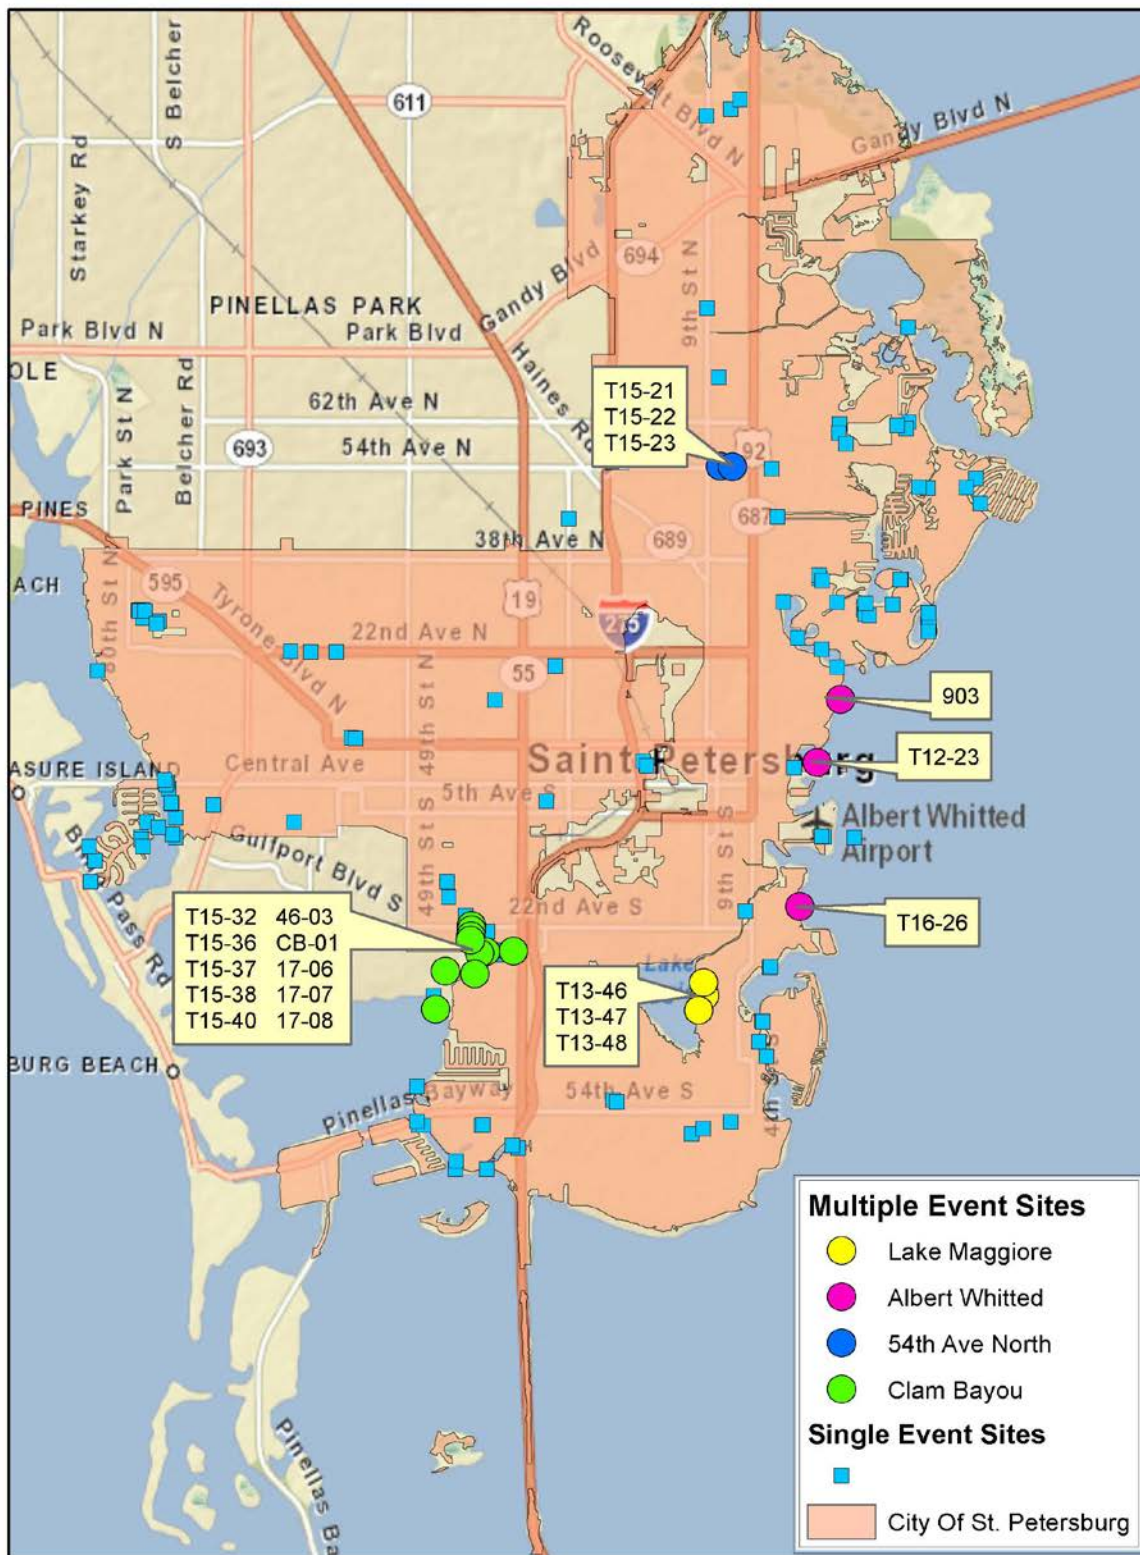 Roosevelt Blvd N
S Belcher
611
Starkey Rd
Gandy Blvd N
694
9th St N
PINELLAS PARK
Gandy Blvd
Park Blvd N
Park Blvd
Haines Rd
OLE
Park St N
Belcher Rd
62th Ave N
T15-21
T15-22
T15-23
693
54th Ave N
92
PINES
687
38th Ave N
689
ACH
595
80th St N
19
Tyrone Blvd N
22nd Ave N
275
55
49th St N
903
Saint Petersburg
T12-23
ASURE ISLAND
Central Ave
5th Ave S
Albert Whitted
Airport
Gulfport Blvd S
49th St S
9th St S
Pass Rd
22nd Ave S
T16-26
T15-32 46-03
T15-36 CB-01
T15-37 17-06
T15-38 17-07
T15-40 17-08
Lake
T13-46
T13-47
T13-48
BURG BEACH
Pinellas Bayway
54th Ave S
4th St S
Pinellas Ba
Multiple Event Sites
Lake Maggiore
Albert Whitted
54th Ave North
Clam Bayou
Single Event Sites
City Of St. Petersburg